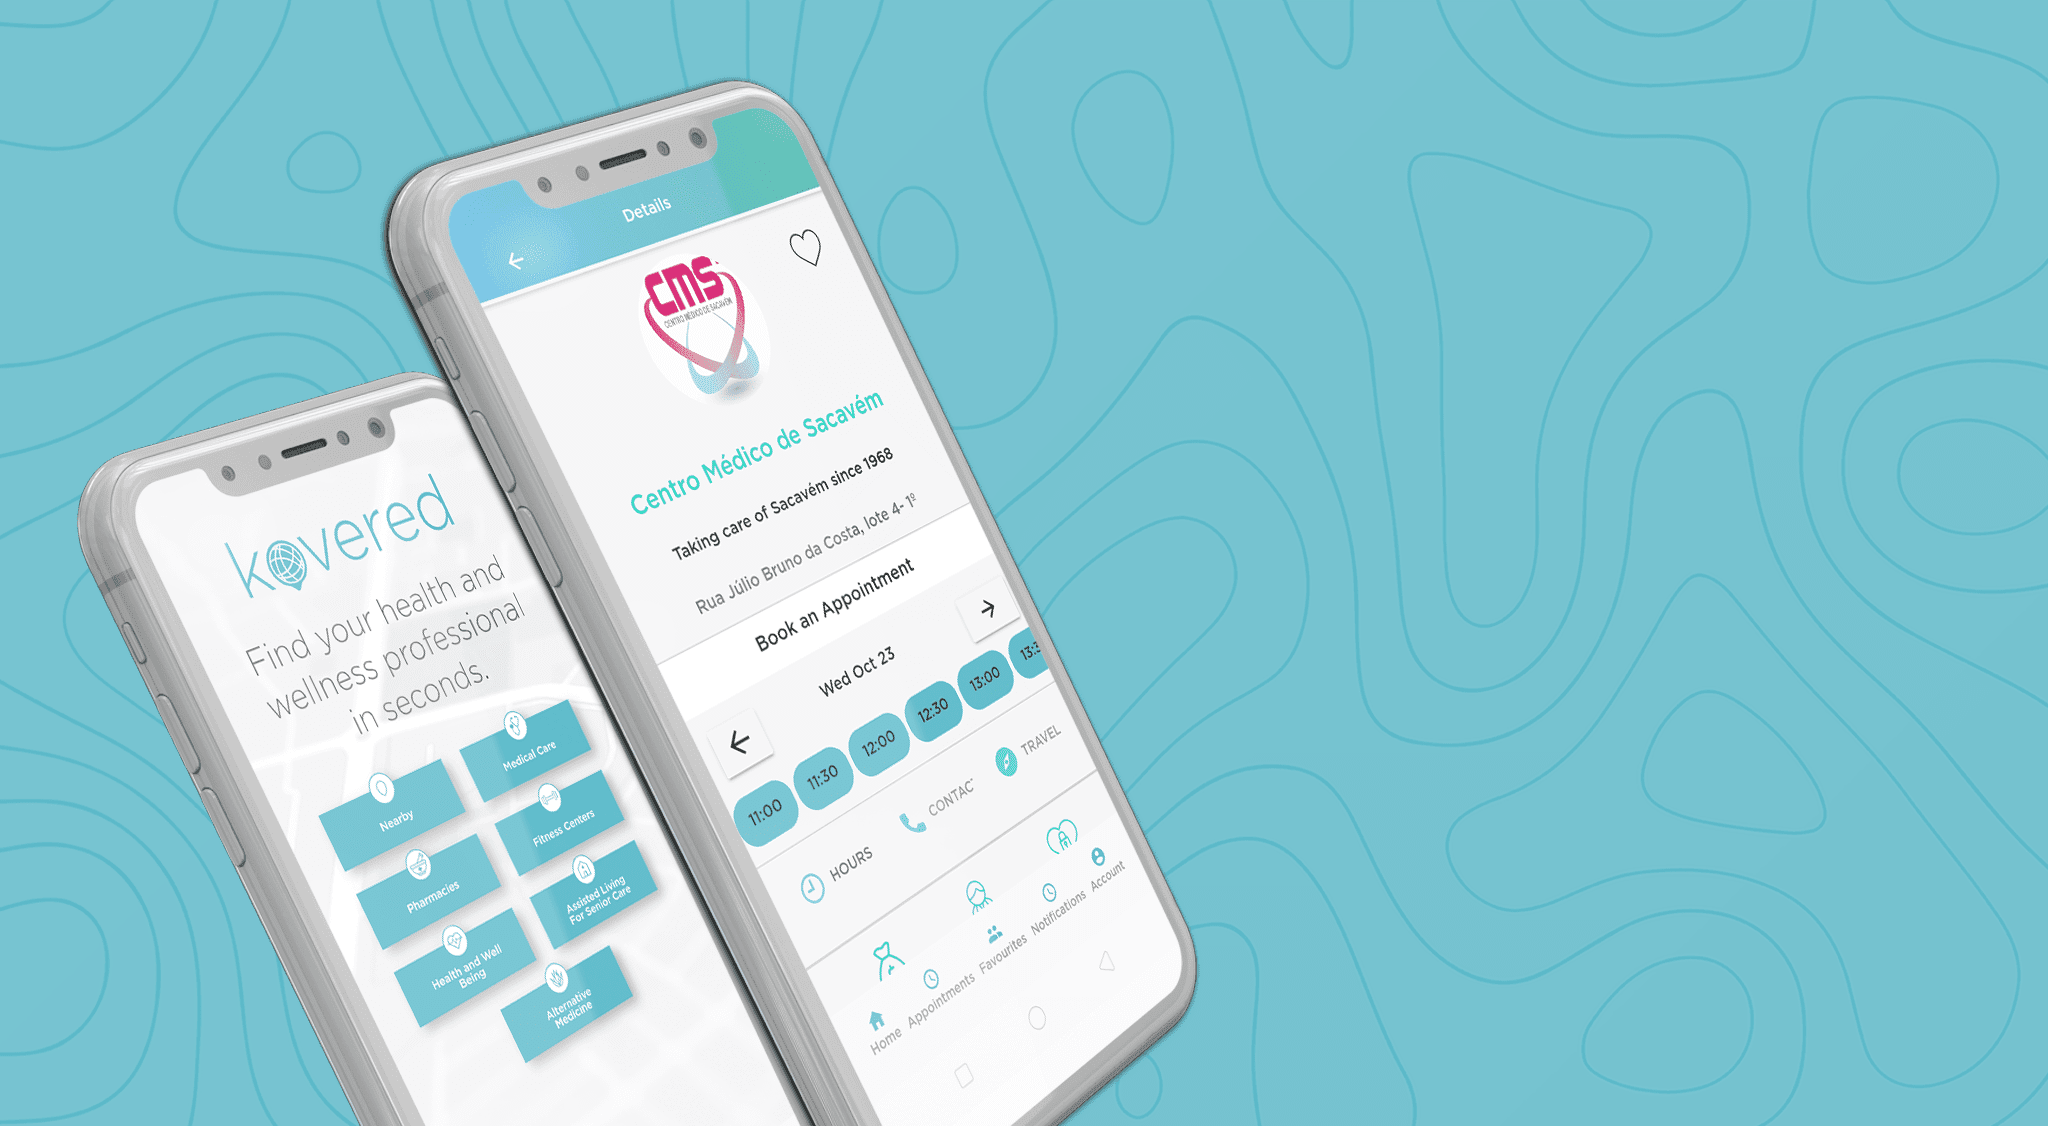 kovered
Find your health and
wellness professional
in seconds.
Nearby
Medical Care
Pharmacies
Fitness Centers
Health and Well
Being
Assisted Living
For Senior Care
Alternative
Medicine
Details
CMS
CENTRO MÉDICO DE SACAVÉM
Centro Médico de Sacavém
Taking care of Sacavém since 1968
Rua Júlio Bruno da Costa, lote 4- 1º
Book an Appointment
Wed Oct 23
11:00
11:30
12:00
12:30
13:00
13:3
HOURS
CONTAC
TRAVEL
Home
Appointments
Favourites
Notifications
Account